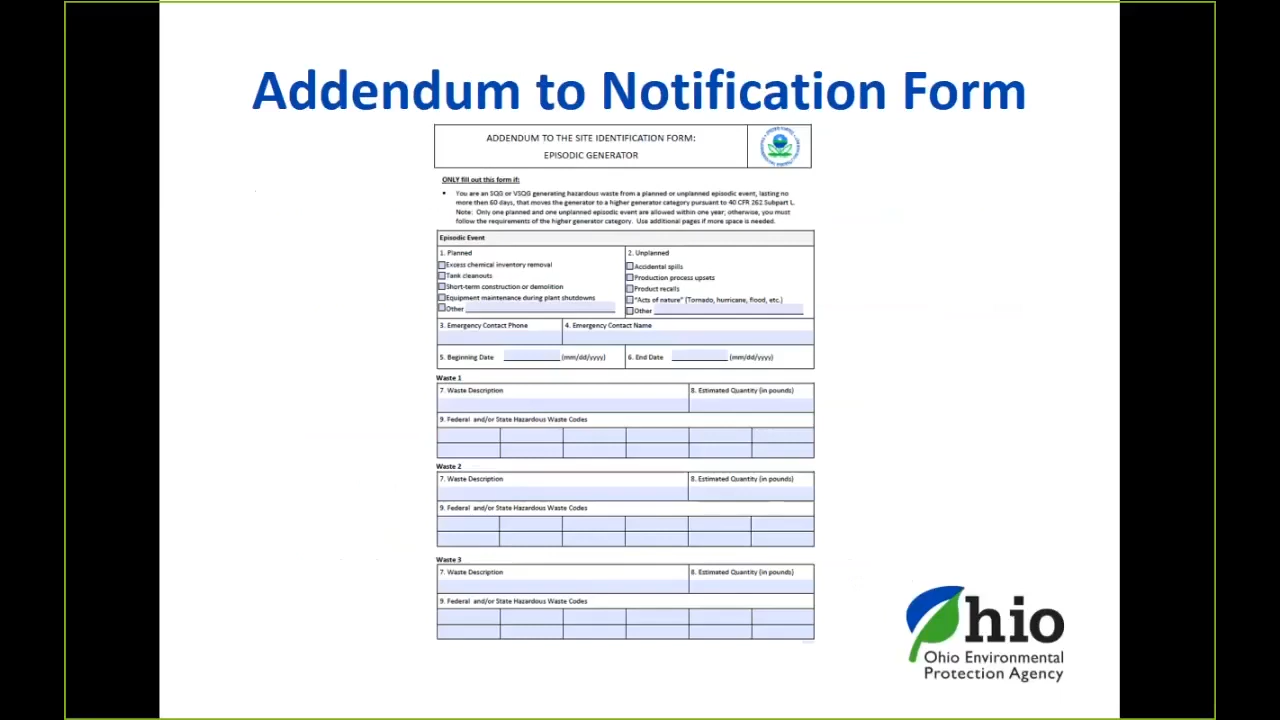 Addendum to Notification Form
ADDENDUM TO THE SITE IDENTIFICATION FORM:
EPISODIC GENERATOR
ONLY fill out this form if:
• You are an SQG or VSQG generating hazardous waste from a planned or unplanned episodic event, lasting no
more then 60 days, that moves the generator to a higher generator category pursuant to 40 CFR 262 Subpart L.
Note: Only one planned and one unplanned episodic event are allowed within one year; otherwise, you must
follow the requirements of the higher generator category. Use additional pages if more space is needed.
Episodic Event
1. Planned
Excess chemical inventory removal
Tank cleanouts
Short-term construction or demolition
Equipment maintenance during plant shutdowns
Other
2. Unplanned
Accidental spills
Production process upsets
Product recalls
"Acts of nature" (Tornado, hurricane, flood, etc.)
Other
3. Emergency Contact Phone
4. Emergency Contact Name
5. Beginning Date (mm/dd/yyyy)
6. End Date (mm/dd/yyyy)
Waste 1
7. Waste Description
8. Estimated Quantity (in pounds)
9. Federal and/or State Hazardous Waste Codes
Waste 2
7. Waste Description
8. Estimated Quantity (in pounds)
9. Federal and/or State Hazardous Waste Codes
Waste 3
7. Waste Description
8. Estimated Quantity (in pounds)
9. Federal and/or State Hazardous Waste Codes
Ohio
Ohio Environmental
Protection Agency